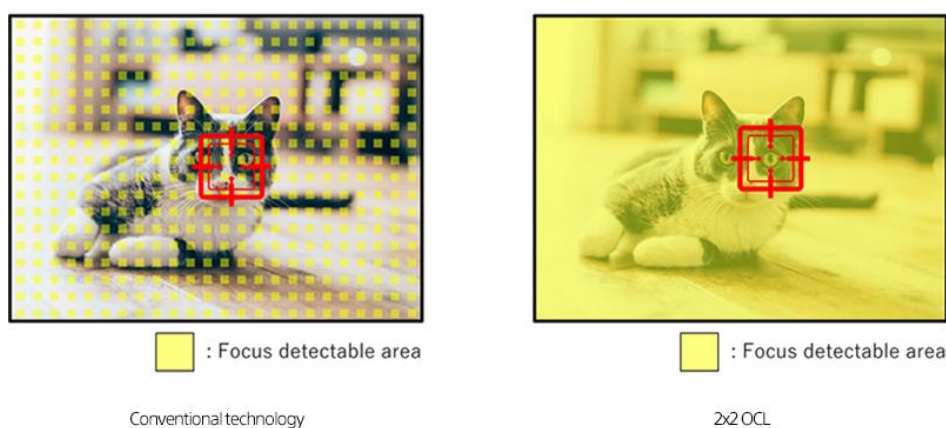 : Focus detectable area
: Focus detectable area
Conventional technology
2x2 OCL